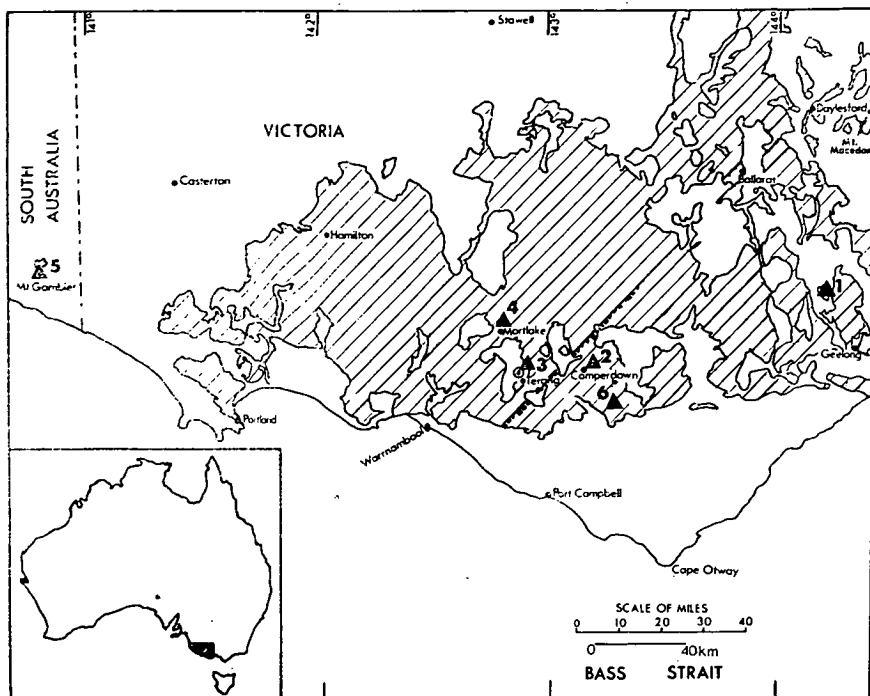 141°
142°
143°
144°
Stawell
Daylesford
VICTORIA
Mt.
Macedon
SOUTH
AUSTRALIA
Casterton
Ballarat
Hamilton
5
Mt Gambier
1
4
Mortlake
Geelong
3
2
Terang
Camperdown
6
Portland
Warrnambool
Port Campbell
Cape Otway
SCALE OF MILES
0 10 20 30 40
0 40km
BASS STRAIT